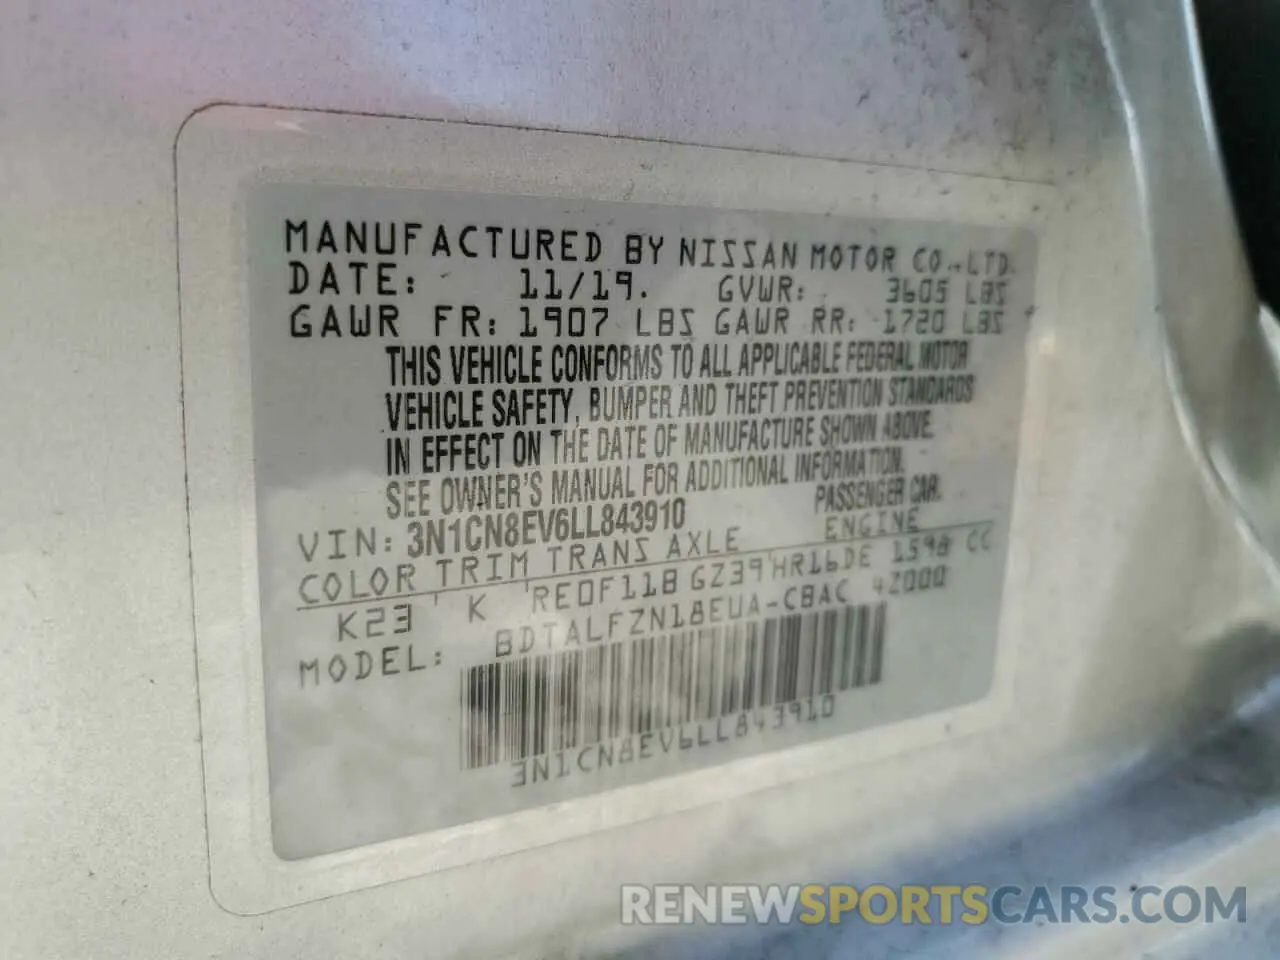 MANUFACTURED BY NISSAN MOTOR CO.,LTD.
DATE: 11/19. GVWR: 3605 LBS
GAWR FR: 1907 LBS GAWR RR: 1720 LBS
THIS VEHICLE CONFORMS TO ALL APPLICABLE FEDERAL MOTOR
VEHICLE SAFETY, BUMPER AND THEFT PREVENTION STANDARDS
IN EFFECT ON THE DATE OF MANUFACTURE SHOWN ABOVE.
SEE OWNER'S MANUAL FOR ADDITIONAL INFORMATION.
VIN: 3N1CN8EV6LL843910 PASSENGER CAR.
COLOR TRIM TRANS AXLE ENGINE
K23 K RE0F11B GZ39 HR16DE 1598 CC
MODEL: BDTALFZN18EUA-CBAC 4Z000
3N1CN8EV6LL843910
RENEWSPORTSCARS.COM